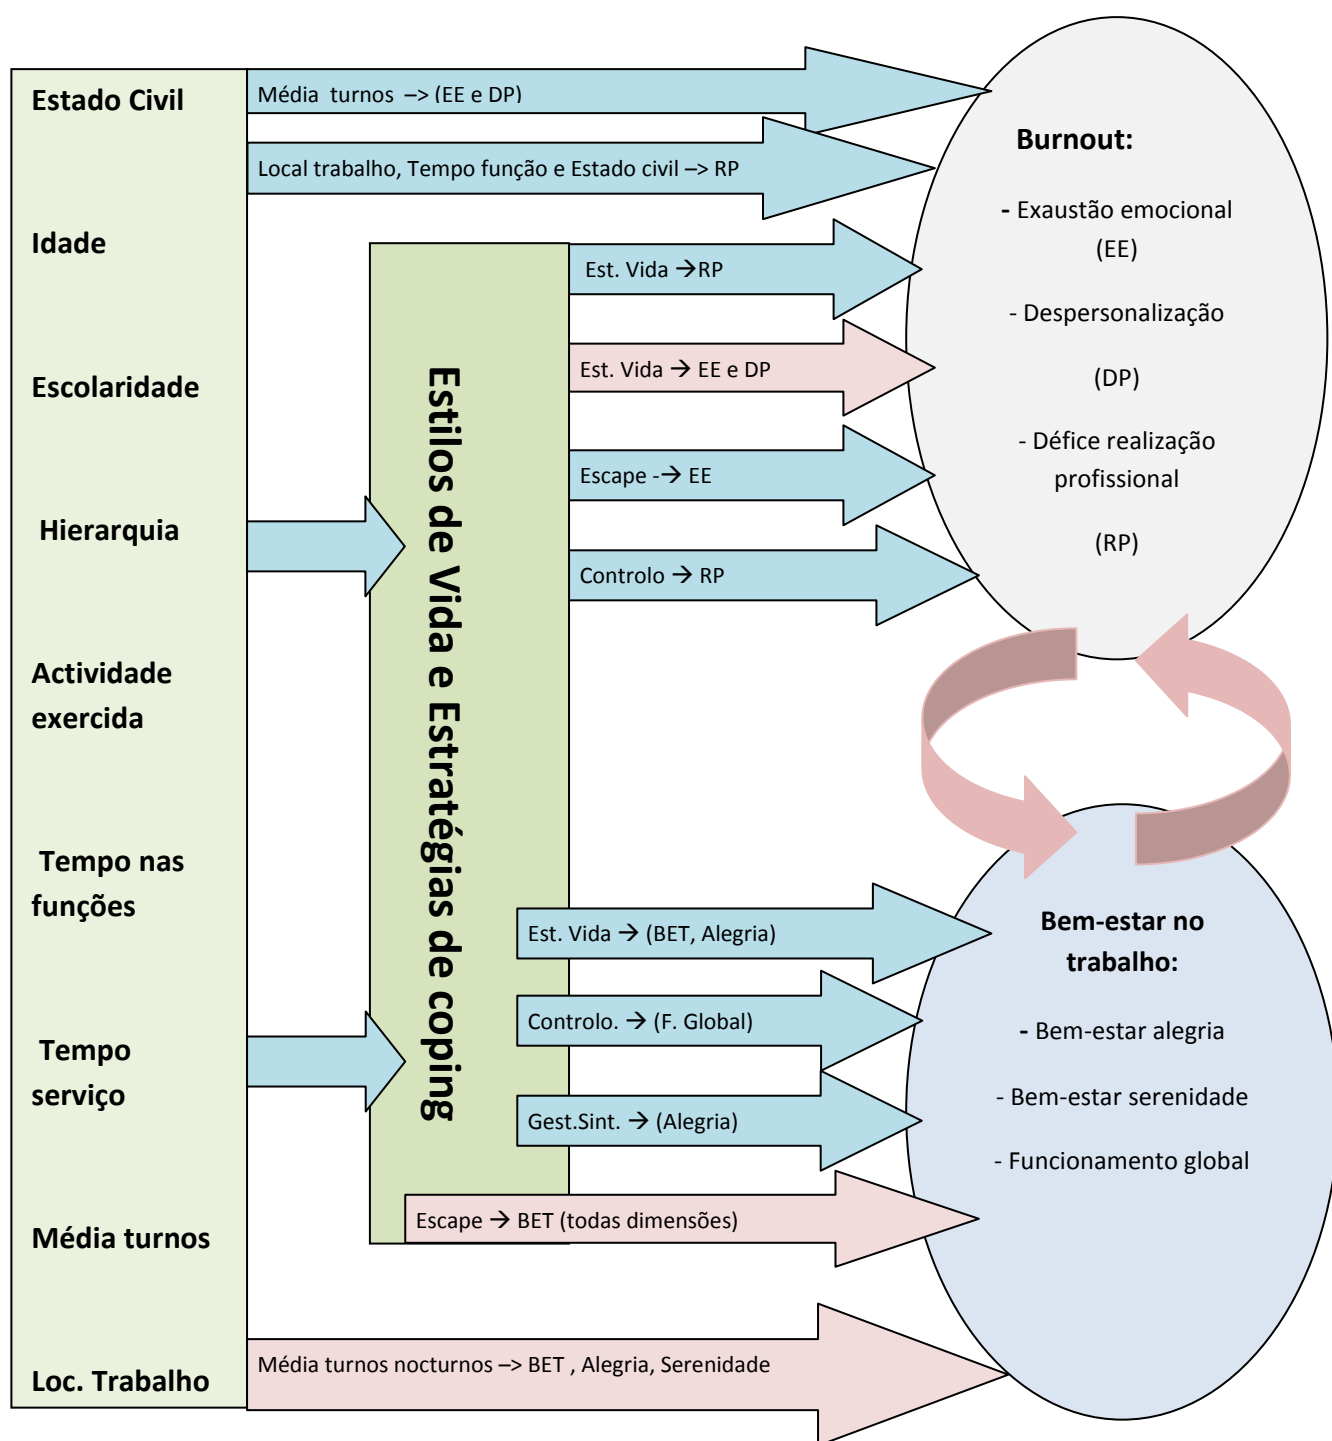 Estado Civil
Idade
Escolaridade
Hierarquia
Actividade
exercida
Tempo nas
funções
Tempo
serviço
Média turnos
Loc. Trabalho
Média  turnos  –> (EE e DP)
Local trabalho, Tempo função e Estado civil –> RP
Estilos de Vida e Estratégias de coping
Est. Vida →RP
Est. Vida → EE e DP
Escape -→ EE
Controlo → RP
Est. Vida → (BET, Alegria)
Controlo. → (F. Global)
Gest.Sint. → (Alegria)
Escape → BET (todas dimensões)
Média turnos nocturnos –> BET , Alegria, Serenidade
Burnout:
- Exaustão emocional
(EE)
- Despersonalização
(DP)
- Défice realização
profissional
(RP)
Bem-estar no
trabalho:
- Bem-estar alegria
- Bem-estar serenidade
- Funcionamento global